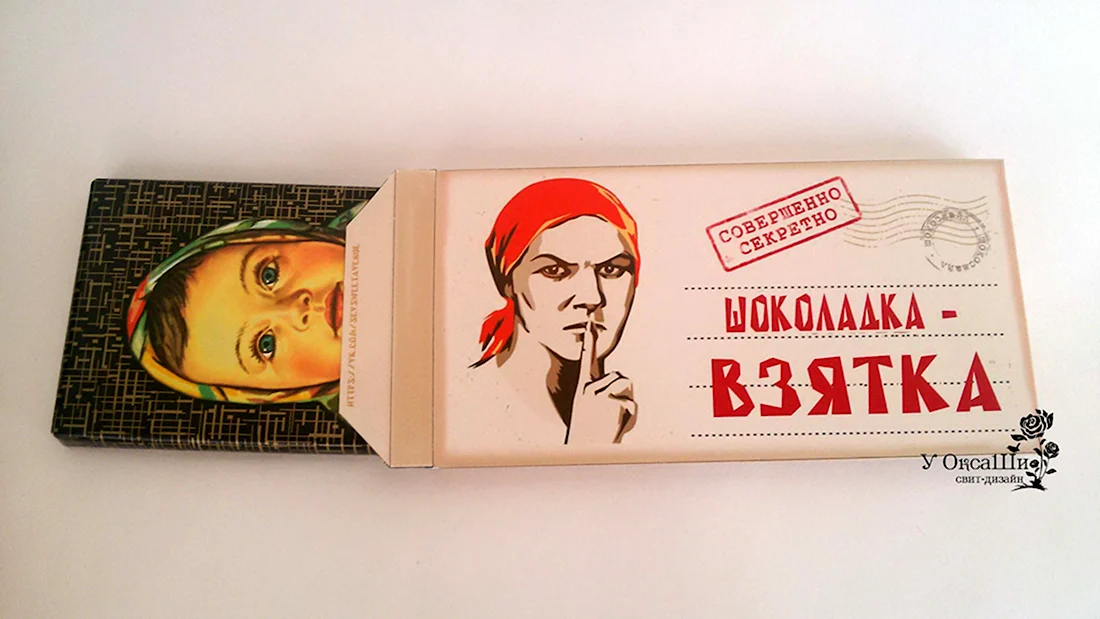 СОВЕРШЕННО
СЕКРЕТНО
ШОКОЛАДКА -
ВЗЯТКА
У ОксаШи
свит-дизайн